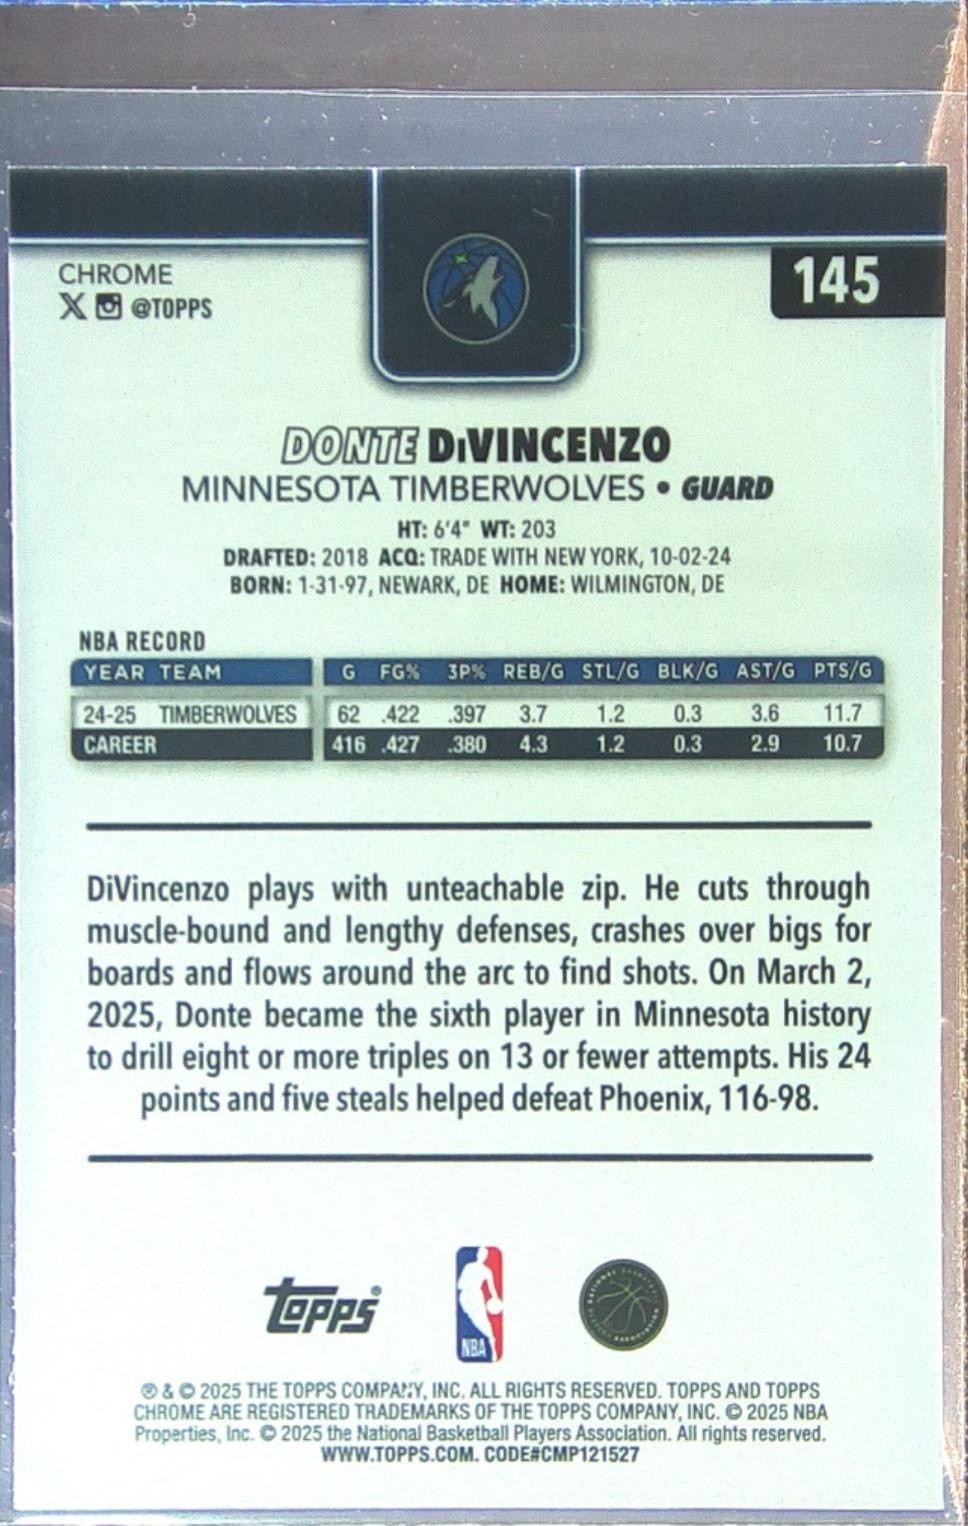 CHROME
145
X @TOPPS
DONTE DiVINCENZO
MINNESOTA TIMBERWOLVES • GUARD
HT: 6'4" WT: 203
DRAFTED: 2018 ACQ: TRADE WITH NEW YORK, 10-02-24
BORN: 1-31-97, NEWARK, DE HOME: WILMINGTON, DE
NBA RECORD
YEAR TEAM G FG% 3P% REB/G STL/G BLK/G AST/G PTS/G
24-25 TIMBERWOLVES 62 .422 .397 3.7 1.2 0.3 3.6 11.7
CAREER 416 .427 .380 4.3 1.2 0.3 2.9 10.7
DiVincenzo plays with unteachable zip. He cuts through
muscle-bound and lengthy defenses, crashes over bigs for
boards and flows around the arc to find shots. On March 2,
2025, Donte became the sixth player in Minnesota history
to drill eight or more triples on 13 or fewer attempts. His 24
points and five steals helped defeat Phoenix, 116-98.
topps®
NBA
® & © 2025 THE TOPPS COMPANY, INC. ALL RIGHTS RESERVED. TOPPS AND TOPPS
CHROME ARE REGISTERED TRADEMARKS OF THE TOPPS COMPANY, INC. © 2025 NBA
Properties, Inc. © 2025 the National Basketball Players Association. All rights reserved.
WWW.TOPPS.COM. CODE#CMP121527